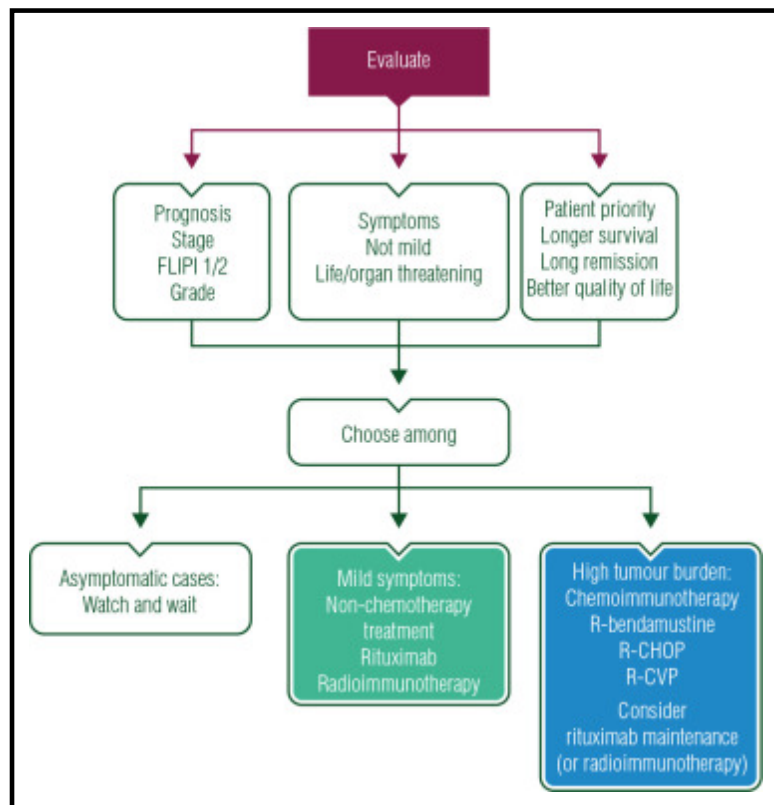 Evaluate
Prognosis
Stage
FLIPI 1/2
Grade
Symptoms
Not mild
Life/organ threatening
Patient priority
Longer survival
Long remission
Better quality of life
Choose among
Asymptomatic cases:
Watch and wait
Mild symptoms:
Non-chemotherapy
treatment
Rituximab
Radioimmunotherapy
High tumour burden:
Chemoimmunotherapy
R-bendamustine
R-CHOP
R-CVP
Consider
rituximab maintenance
(or radioimmunotherapy)